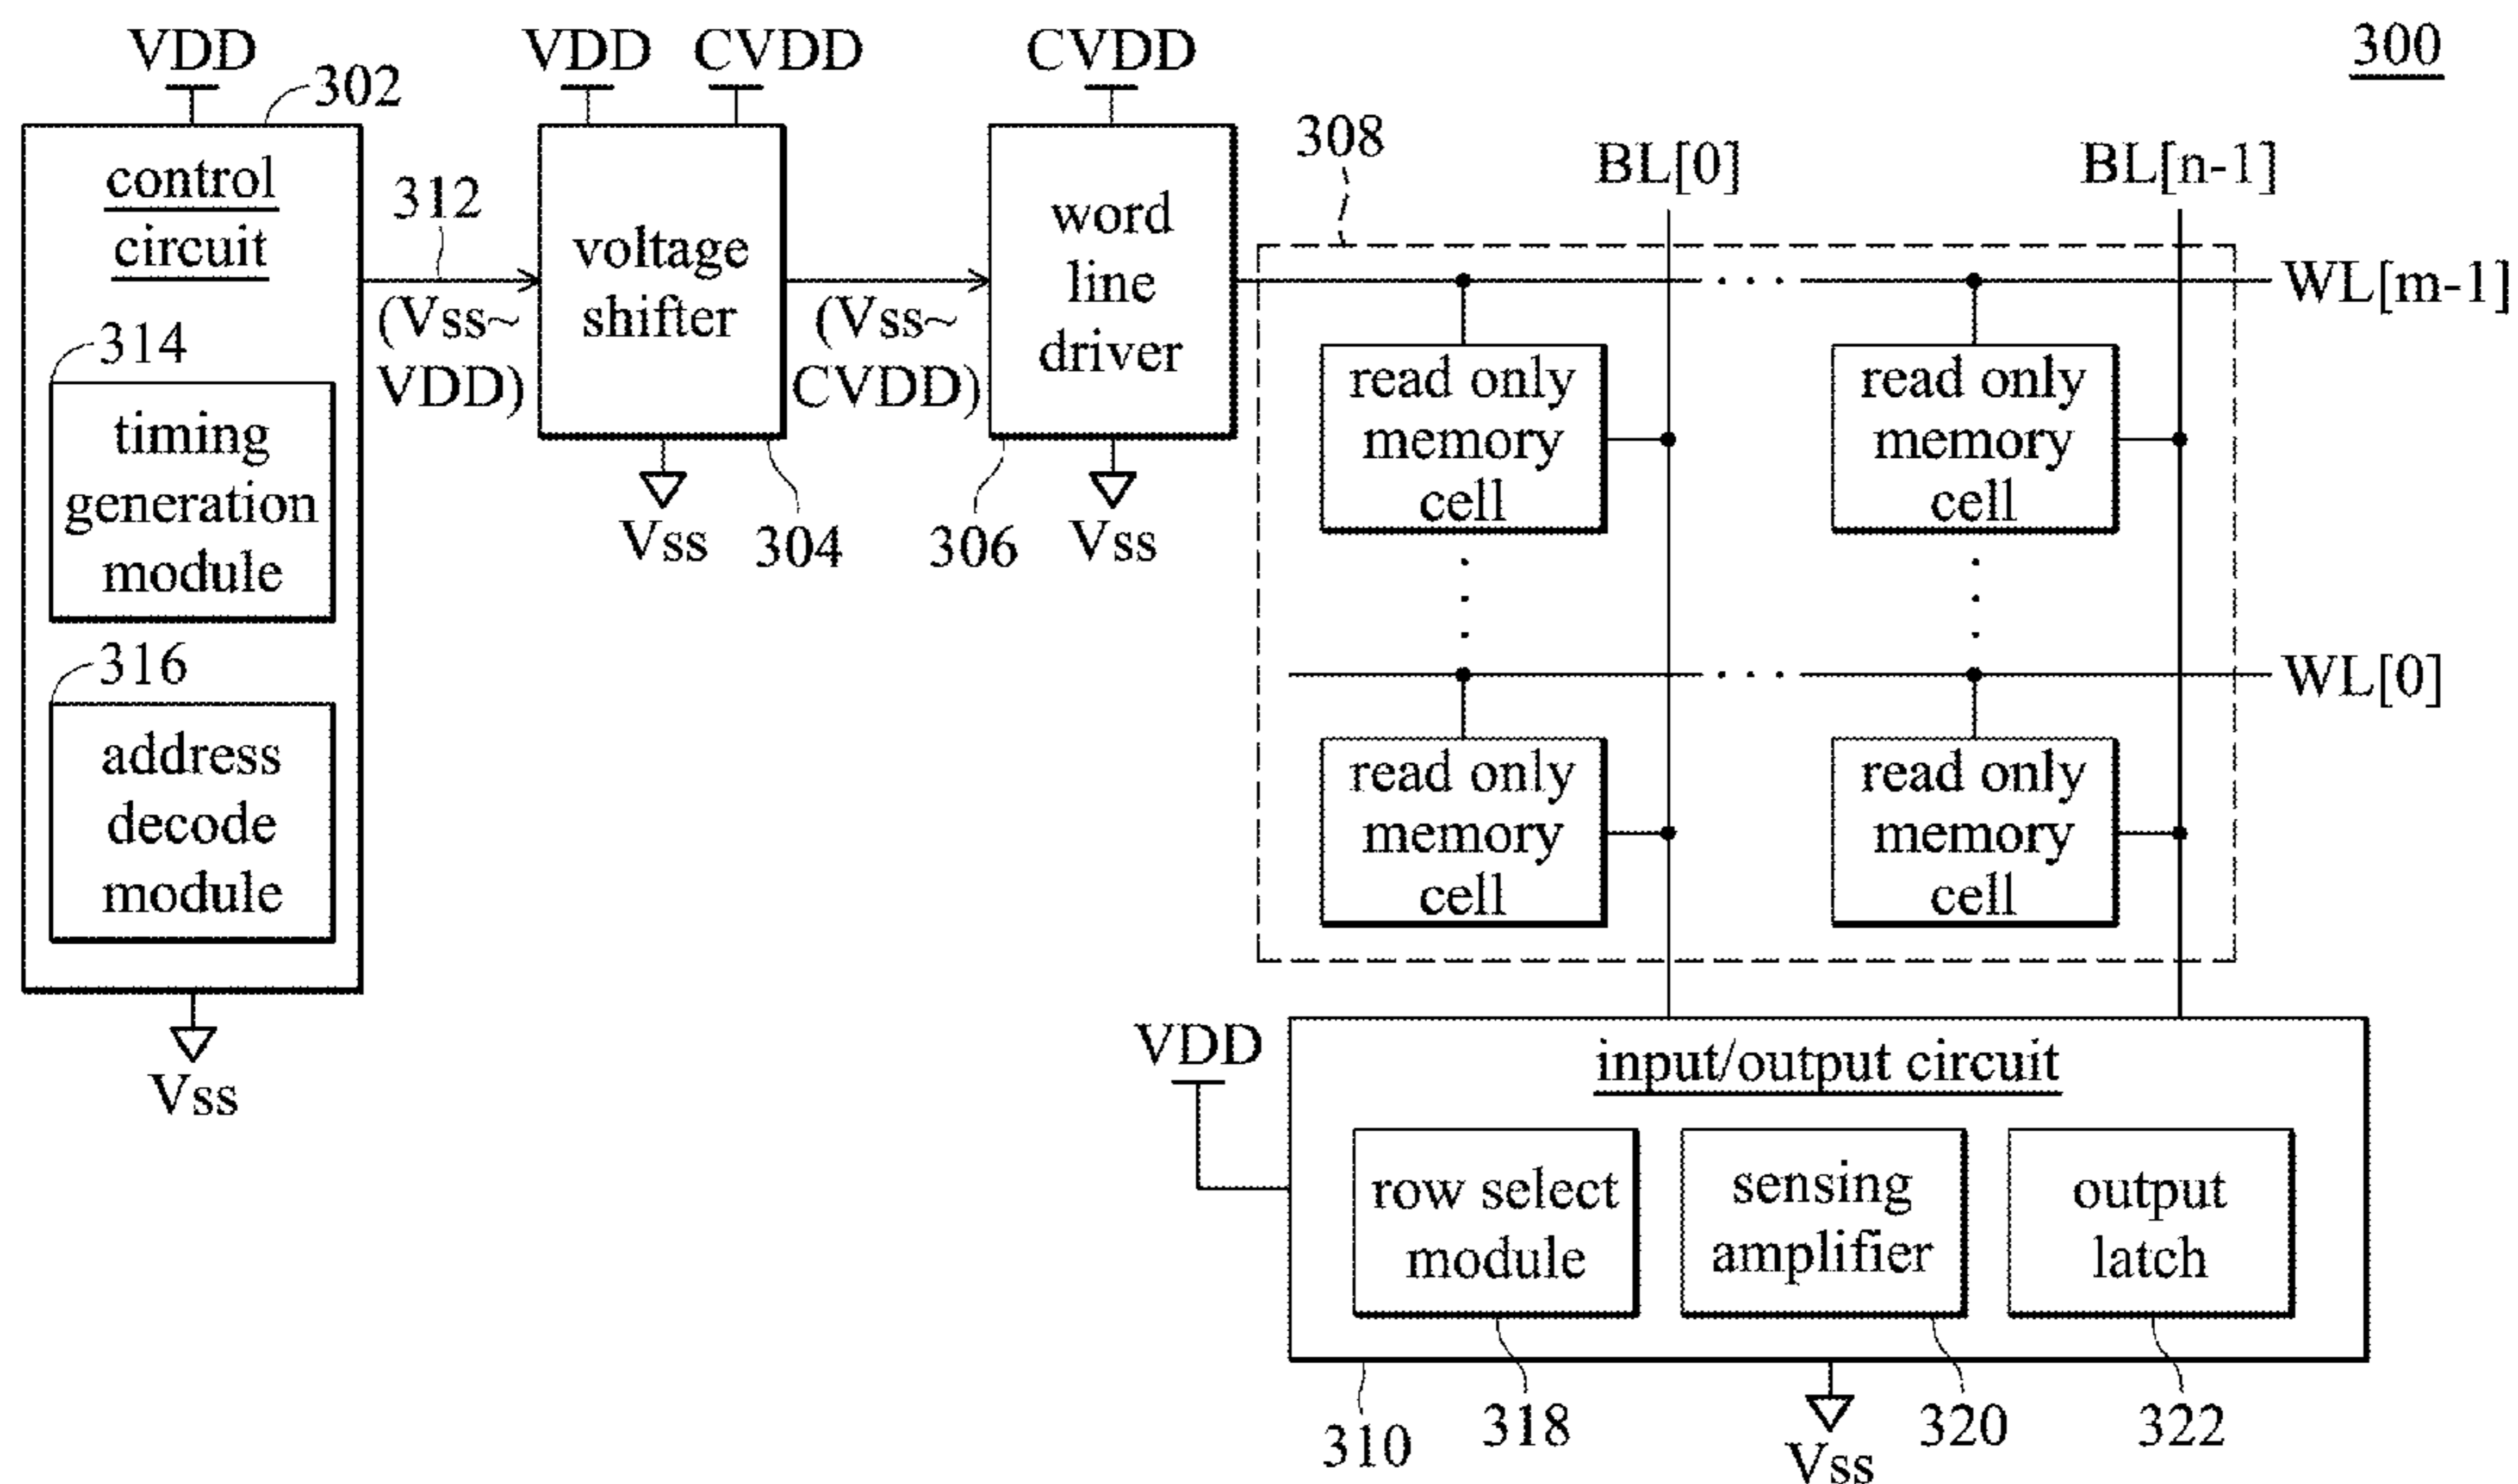 300
VDD
302
control
circuit
314
timing
generation
module
316
address
decode
module
Vss
312
(Vss~
VDD)
VDD CVDD
voltage
shifter
Vss
304
(Vss~
CVDD)
CVDD
word
line
driver
306
Vss
308
BL[0]
BL[n-1]
WL[m-1]
read only
memory
cell
read only
memory
cell
WL[0]
read only
memory
cell
read only
memory
cell
VDD
input/output circuit
row select
module
sensing
amplifier
output
latch
310
318
Vss
320
322